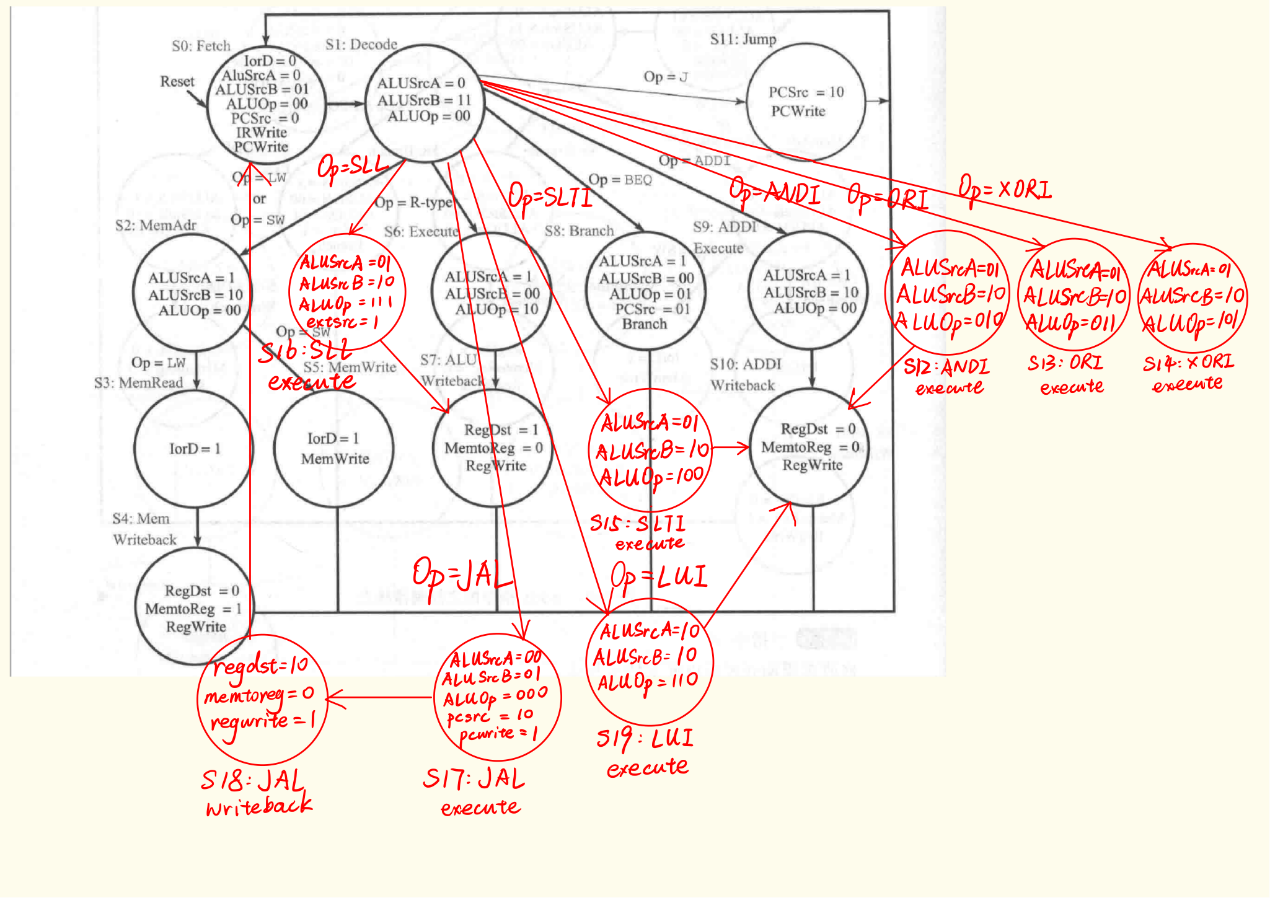 S0: Fetch
IorD = 0
AluSrcA = 0
ALUSrcB = 01
ALUOp = 00
PCSrc = 0
IRWrite
PCWrite
Reset
S1: Decode
ALUSrcA = 0
ALUSrcB = 11
ALUOp = 00
S11: Jump
Op = J
PCSrc = 10
PCWrite
Op = LW
or
Op = SW
Op=SLL
Op = R-type
Op=SLTI
Op = BEQ
Op = ADDI
Op=ANDI
Op=ORI
Op=XORI
S2: MemAdr
ALUSrcA = 1
ALUSrcB = 10
ALUOp = 00
ALUSrcA=01
ALUSrcB=10
ALUOp=111
extsrc=1
S16:SLL
execute
S6: Execute
ALUSrcA = 1
ALUSrcB = 00
ALUOp = 10
S8: Branch
ALUSrcA = 1
ALUSrcB = 00
ALUOp = 01
PCSrc = 01
Branch
S9: ADDI
Execute
ALUSrcA = 1
ALUSrcB = 10
ALUOp = 00
ALUSrcA=01
ALUSrcB=10
ALUOp=010
S12:ANDI
execute
ALUSrcA=01
ALUSrcB=10
ALUOp=011
S13:ORI
execute
ALUSrcA=01
ALUSrcB=10
ALUOp=101
S14:XORI
execute
Op = LW
Op = SW
S3: MemRead
IorD = 1
S5: MemWrite
IorD = 1
MemWrite
S7: ALU
Writeback
RegDst = 1
MemtoReg = 0
RegWrite
ALUSrcA=01
ALUSrcB=10
ALUOp=100
S15:SLTI
execute
S10: ADDI
Writeback
RegDst = 0
MemtoReg = 0
RegWrite
S4: Mem
Writeback
RegDst = 0
MemtoReg = 1
RegWrite
Op=JAL
Op=LUI
regdst=10
memtoreg=0
regwrite=1
S18:JAL
writeback
ALUSrcA=00
ALUSrcB=01
ALUOp=000
pcsrc=10
pcwrite=1
S17:JAL
execute
ALUSrcA=10
ALUSrcB=10
ALUOp=110
S19:LUI
execute